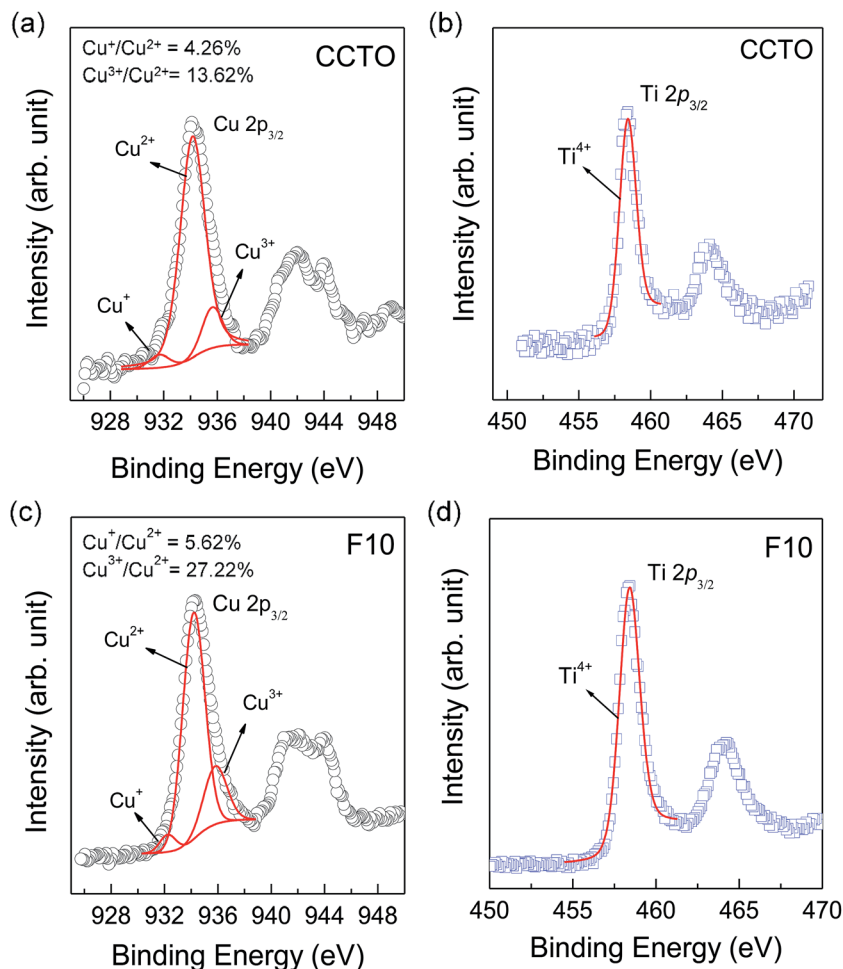 (a)
Cu⁺/Cu²⁺ = 4.26%
Cu³⁺/Cu²⁺= 13.62%
CCTO
Cu 2p₃/₂
Cu²⁺
Cu³⁺
Cu⁺
Intensity (arb. unit)
928 932 936 940 944 948
Binding Energy (eV)
(b)
CCTO
Ti 2p₃/₂
Ti⁴⁺
Intensity (arb. unit)
450 455 460 465 470
Binding Energy (eV)
(c)
Cu⁺/Cu²⁺ = 5.62%
Cu³⁺/Cu²⁺= 27.22%
F10
Cu 2p₃/₂
Cu²⁺
Cu³⁺
Cu⁺
Intensity (arb. unit)
928 932 936 940 944 948
Binding Energy (eV)
(d)
F10
Ti 2p₃/₂
Ti⁴⁺
Intensity (arb. unit)
450 455 460 465 470
Binding Energy (eV)